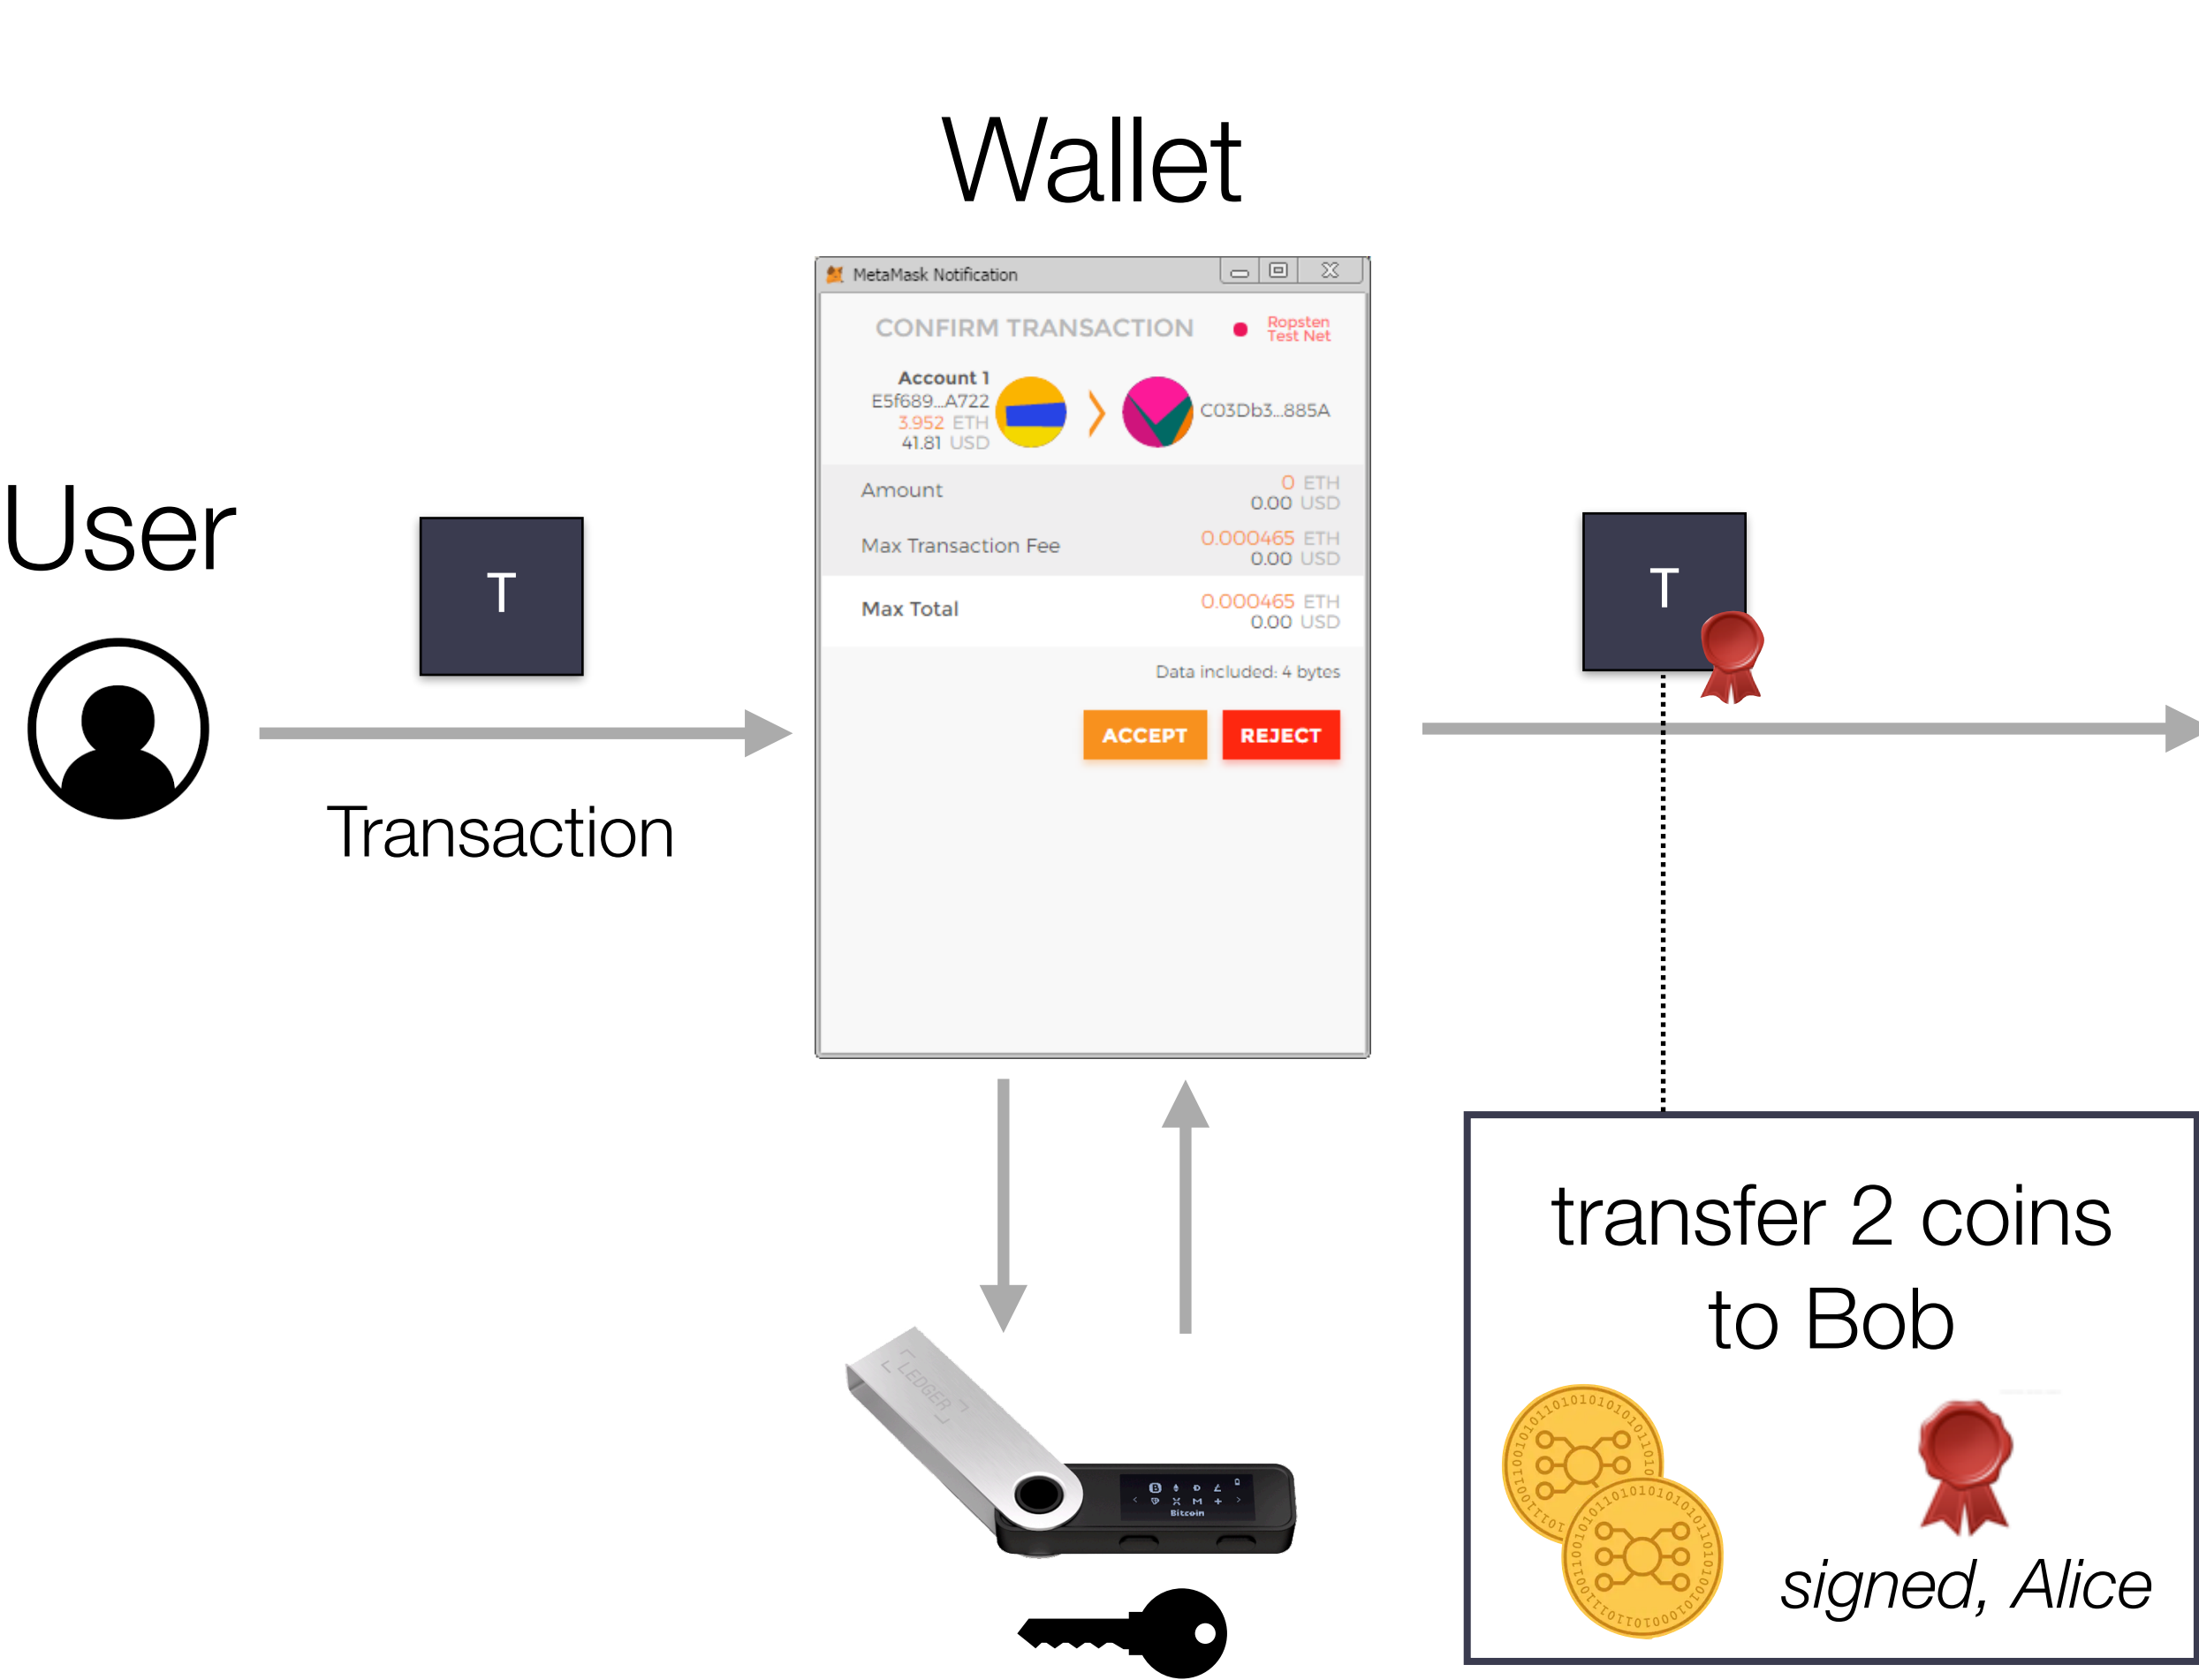 Wallet
MetaMask Notification
CONFIRM TRANSACTION
Ropsten
Test Net
Account 1
E5f689...A722
3.952 ETH
41.81 USD
C03Db3...885A
Amount
0 ETH
0.00 USD
Max Transaction Fee
0.000465 ETH
0.00 USD
Max Total
0.000465 ETH
0.00 USD
Data included: 4 bytes
ACCEPT REJECT
User
T
Transaction
T
LEDGER
Bitcoin
transfer 2 coins
to Bob
signed, Alice